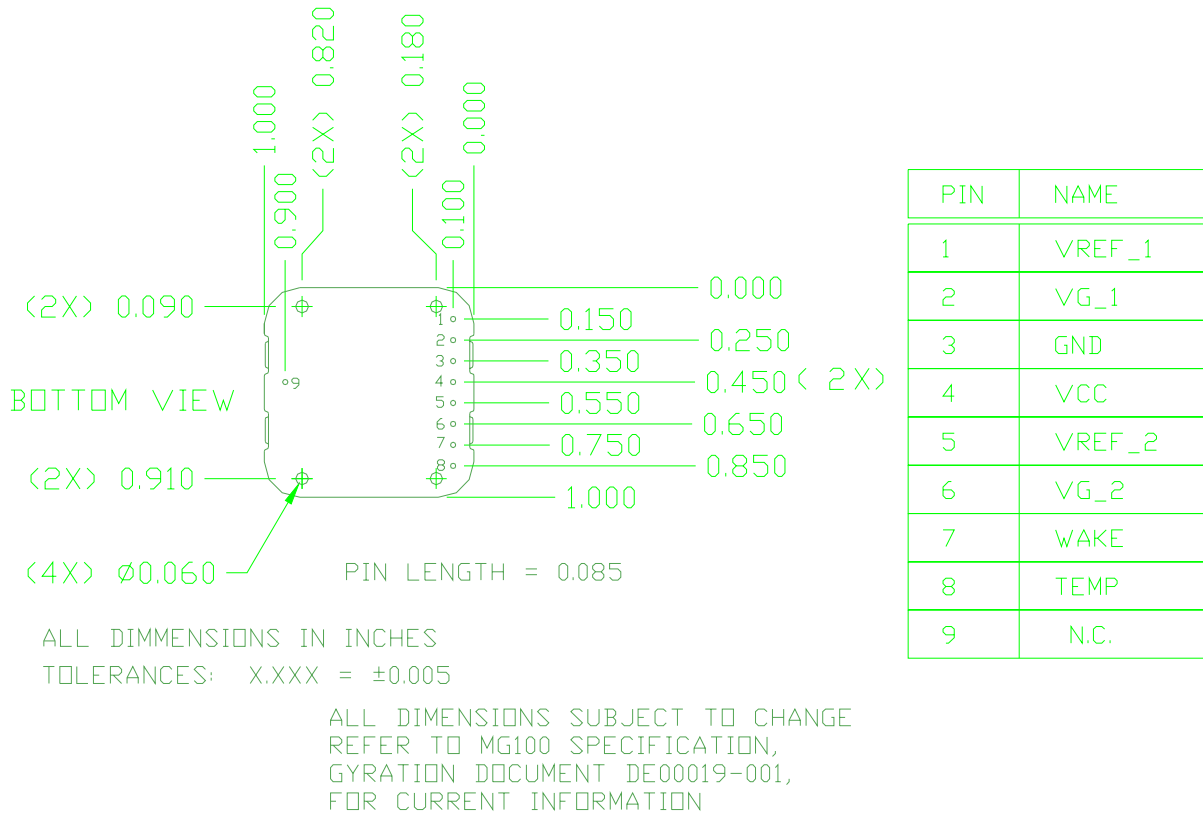 1.000
0.900
(2X) 0.820
(2X) 0.180
0.100
0.000
(2X) 0.090
BOTTOM VIEW
(2X) 0.910
(4X) Ø0.060
1
2
3
4
5
6
7
8
9
0.000
0.150
0.250
0.350
0.450 ( 2X)
0.550
0.650
0.750
0.850
1.000
PIN LENGTH = 0.085
ALL DIMMENSIONS IN INCHES
TOLERANCES: X.XXX = ±0.005
ALL DIMENSIONS SUBJECT TO CHANGE
REFER TO MG100 SPECIFICATION,
GYRATION DOCUMENT DE00019-001,
FOR CURRENT INFORMATION
PIN NAME
1 VREF_1
2 VG_1
3 GND
4 VCC
5 VREF_2
6 VG_2
7 WAKE
8 TEMP
9 N.C.